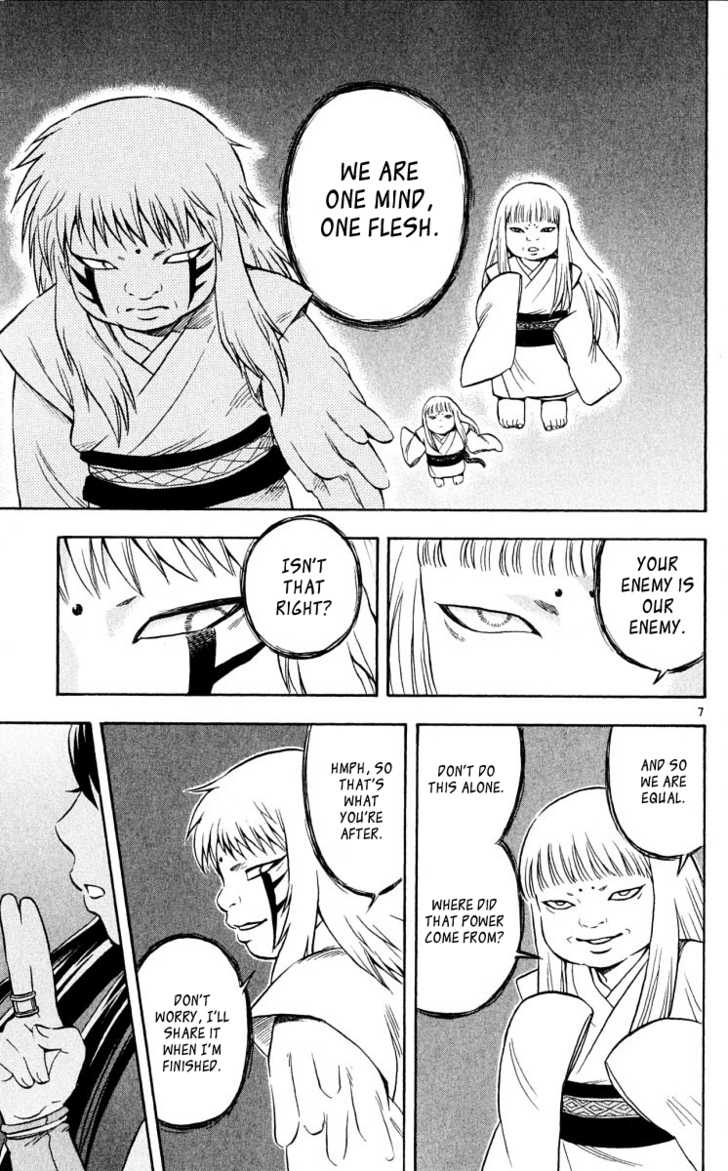 WE ARE
ONE MIND,
ONE FLESH.
YOUR
ENEMY IS
OUR
ENEMY.
ISN'T
THAT
RIGHT?
7
AND SO
WE ARE
EQUAL.
DON'T DO
THIS ALONE.
WHERE DID
THAT POWER
COME FROM?
HMPH, SO
THAT'S
WHAT
YOU'RE
AFTER.
DON'T
WORRY, I'LL
SHARE IT
WHEN I'M
FINISHED.